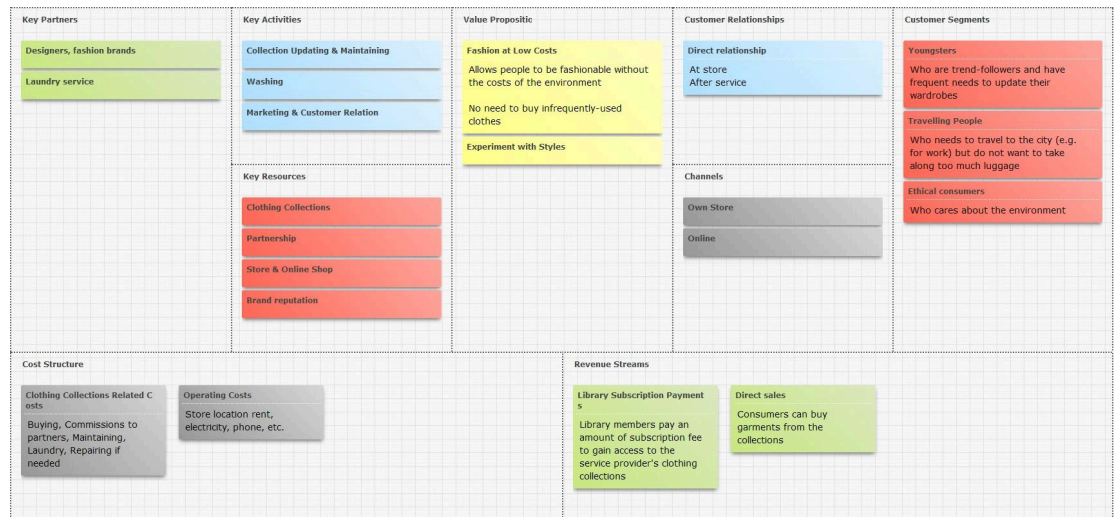 Key Partners
Designers, fashion brands
Laundry service
Key Activities
Collection Updating & Maintaining
Washing
Marketing & Customer Relation
Key Resources
Clothing Collections
Partnership
Store & Online Shop
Brand reputation
Value Propositic
Fashion at Low Costs
Allows people to be fashionable without
the costs of the environment
No need to buy infrequently-used
clothes
Experiment with Styles
Customer Relationships
Direct relationship
At store
After service
Channels
Own Store
Online
Customer Segments
Youngsters
Who are trend-followers and have
frequent needs to update their
wardrobes
Travelling People
Who needs to travel to the city (e.g.
for work) but do not want to take
along too much luggage
Ethical consumers
Who cares about the environment
Cost Structure
Clothing Collections Related C
osts
Buying, Commissions to
partners, Maintaining,
Laundry, Repairing if
needed
Operating Costs
Store location rent,
electricity, phone, etc.
Revenue Streams
Library Subscription Payment
s
Library members pay an
amount of subscription fee
to gain access to the
service provider's clothing
collections
Direct sales
Consumers can buy
garments from the
collections